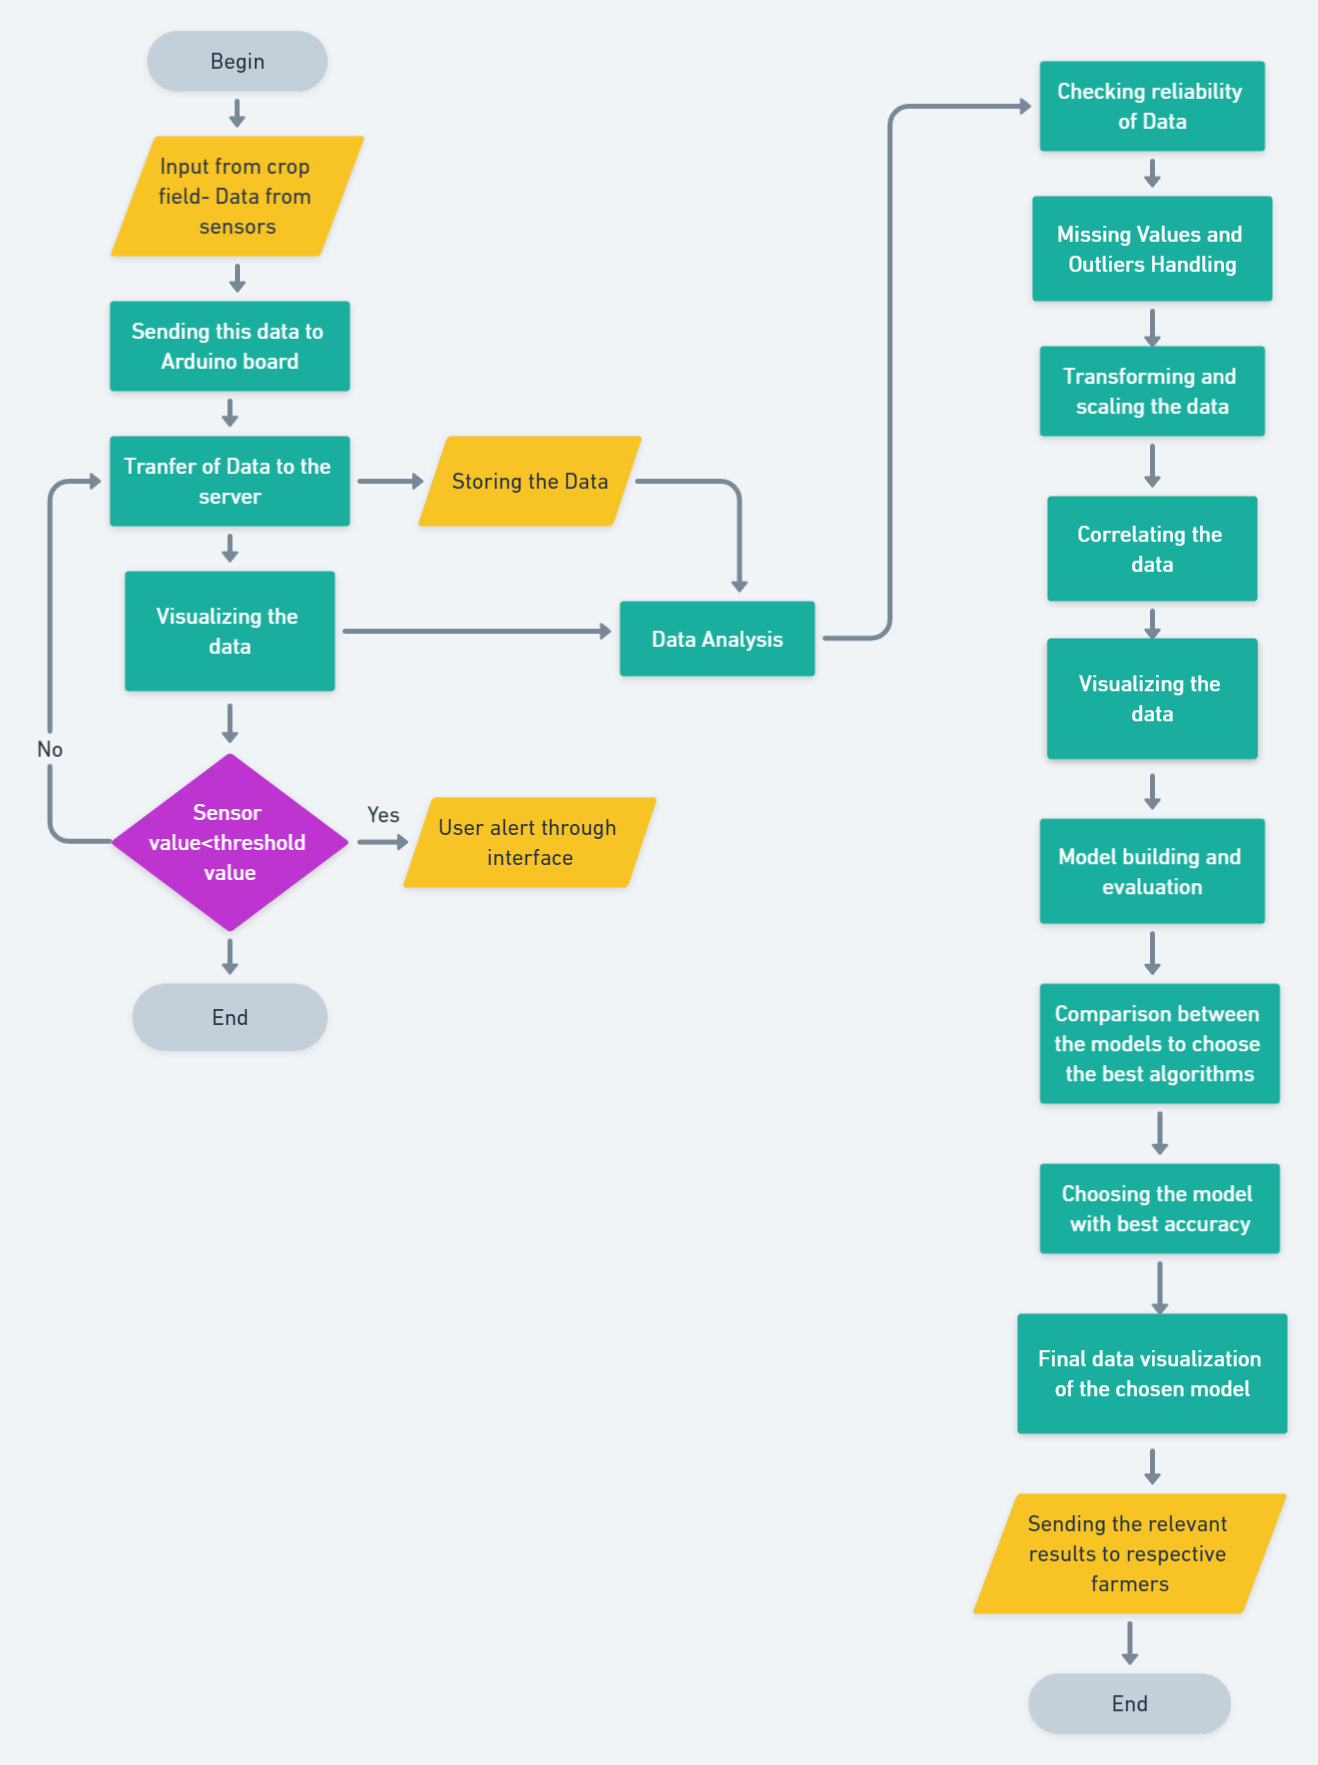 Begin
Input from crop
field- Data from
sensors
Sending this data to
Arduino board
Tranfer of Data to the
server
Storing the Data
Visualizing the
data
Data Analysis
No
Sensor
value<threshold
value
Yes
User alert through
interface
End
Checking reliability
of Data
Missing Values and
Outliers Handling
Transforming and
scaling the data
Correlating the
data
Visualizing the
data
Model building and
evaluation
Comparison between
the models to choose
the best algorithms
Choosing the model
with best accuracy
Final data visualization
of the chosen model
Sending the relevant
results to respective
farmers
End